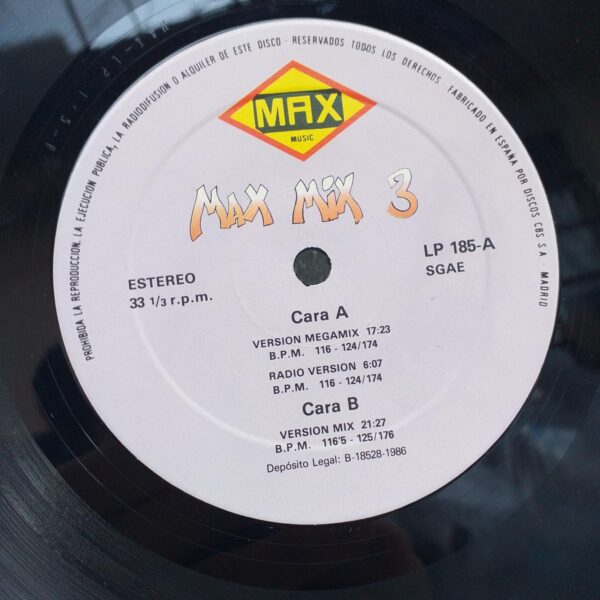 PROHIBIDA LA REPRODUCCION, LA EJECUCION PUBLICA, LA RADIODIFUSION O ALQUILER DE ESTE DISCO · RESERVADOS TODOS LOS DERECHOS · FABRICADO EN ESPAÑA POR DISCOS CBS S.A. - MADRID
MAX
MUSIC
MAX MIX 3
ESTEREO
33 1/3 r.p.m.
LP 185-A
SGAE
Cara A
VERSION MEGAMIX 17:23
B.P.M. 116 - 124/174
RADIO VERSION 6:07
B.P.M. 116 - 124/174
Cara B
VERSION MIX 21:27
B.P.M. 116'5 - 125/176
Depósito Legal: B-18528-1986